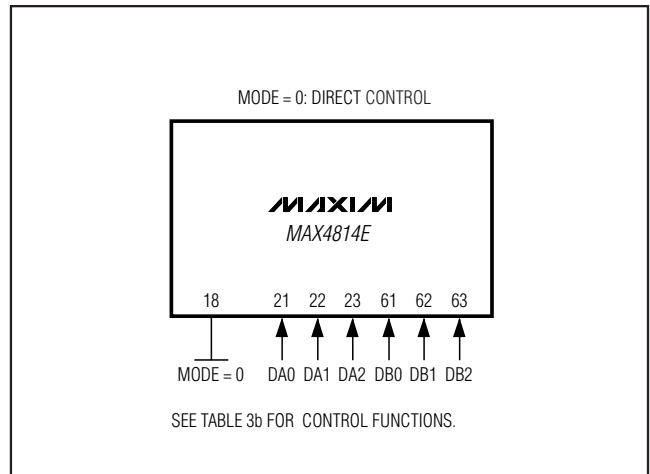 MODE = 0: DIRECT CONTROL
MAXIM
MAX4814E
18 21 22 23 61 62 63
MODE = 0 DA0 DA1 DA2 DB0 DB1 DB2
SEE TABLE 3b FOR CONTROL FUNCTIONS.